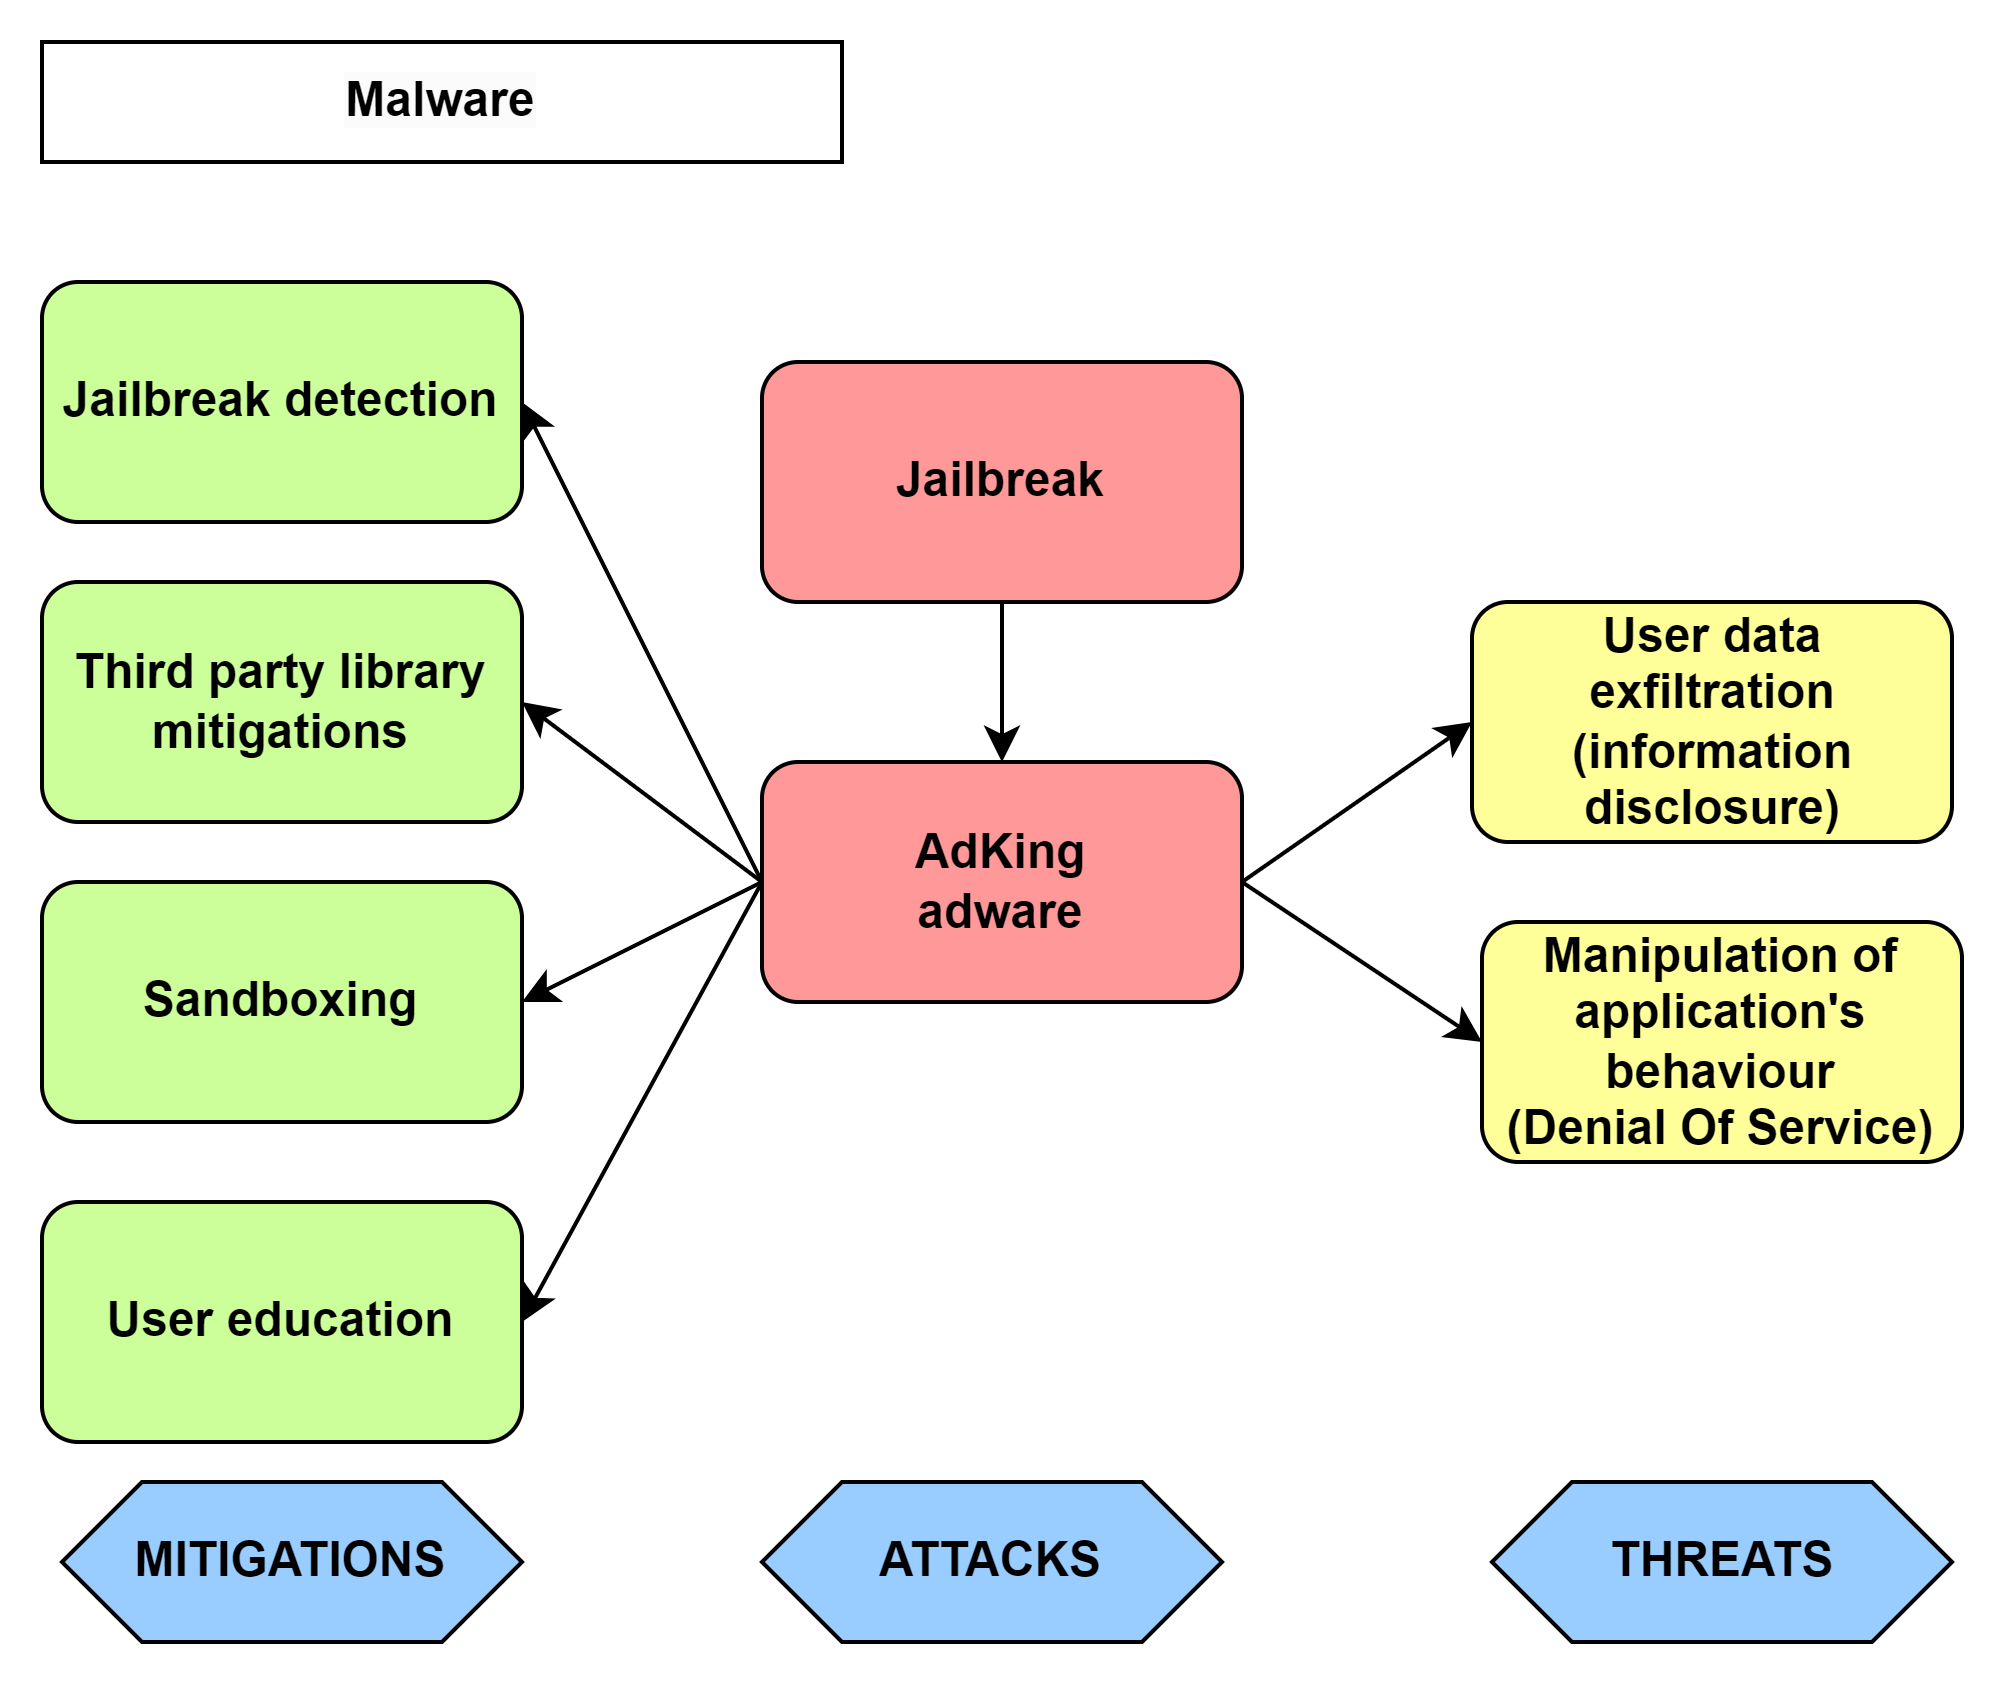 Malware
Jailbreak detection
Third party library
mitigations
Sandboxing
User education
Jailbreak
AdKing
adware
User data
exfiltration
(information
disclosure)
Manipulation of
application's
behaviour
(Denial Of Service)
MITIGATIONS
ATTACKS
THREATS